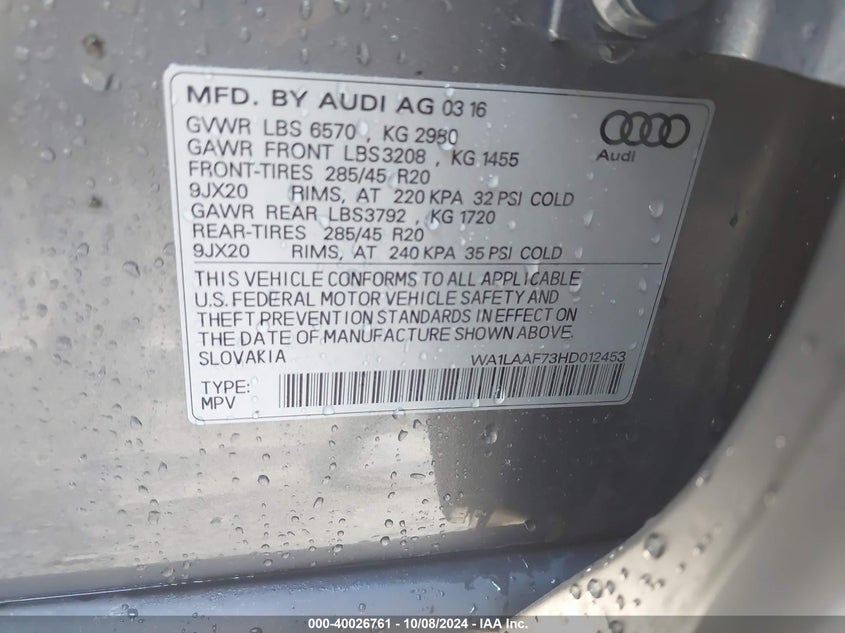 MFD. BY AUDI AG 03 16
GVWR LBS 6570 , KG 2980
GAWR FRONT LBS3208 , KG 1455
FRONT-TIRES 285/45 R20
9JX20 RIMS, AT 220 KPA 32 PSI COLD
GAWR REAR LBS3792 , KG 1720
REAR-TIRES 285/45 R20
9JX20 RIMS, AT 240 KPA 35 PSI COLD
Audi
THIS VEHICLE CONFORMS TO ALL APPLICABLE
U.S. FEDERAL MOTOR VEHICLE SAFETY AND
THEFT PREVENTION STANDARDS IN EFFECT ON
THE DATE OF MANUFACTURE SHOWN ABOVE.
SLOVAKIA WA1LAAF73HD012453
TYPE:
MPV
000-40026761 - 10/08/2024 - IAA Inc.